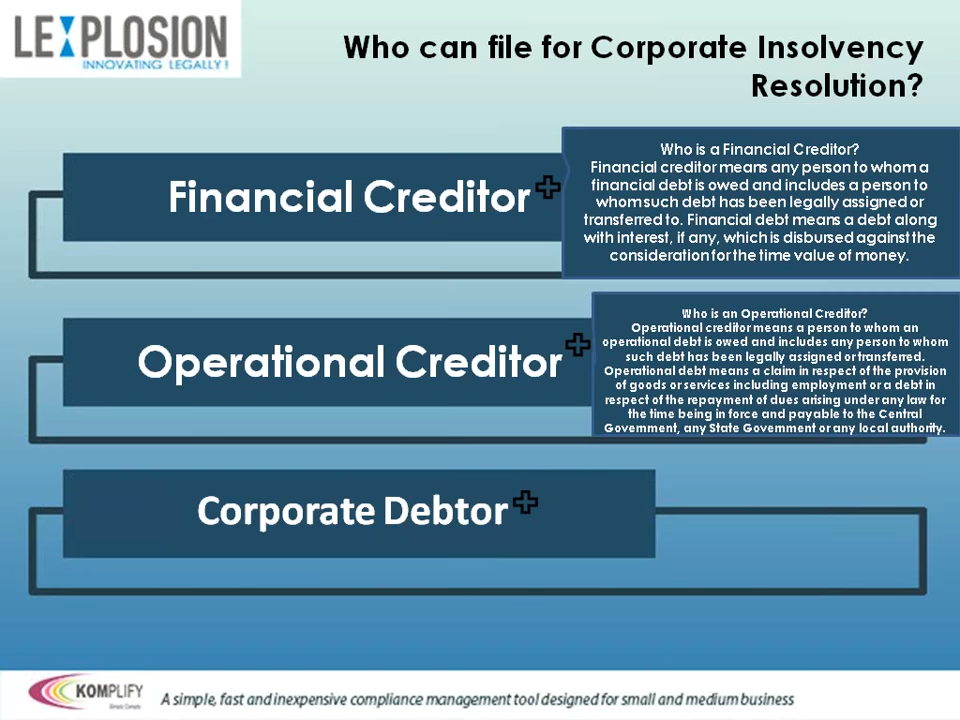 LEXPLOSION
INNOVATING LEGALLY!
Who can file for Corporate Insolvency
Resolution?
Financial Creditor
Who is a Financial Creditor?
Financial creditor means any person to whom a
financial debt is owed and includes a person to
whom such debt has been legally assigned or
transferred to. Financial debt means a debt along
with interest, if any, which is disbursed against the
consideration for the time value of money.
Operational Creditor
Who is an Operational Creditor?
Operational creditor means a person to whom an
operational debt is owed and includes any person to whom
such debt has been legally assigned or transferred.
Operational debt means a claim in respect of the provision
of goods or services including employment or a debt in
respect of the repayment of dues arising under any law for
the time being in force and payable to the Central
Government, any State Government or any local authority.
Corporate Debtor
KOMPLIFY
A simple, fast and inexpensive compliance management tool designed for small and medium business